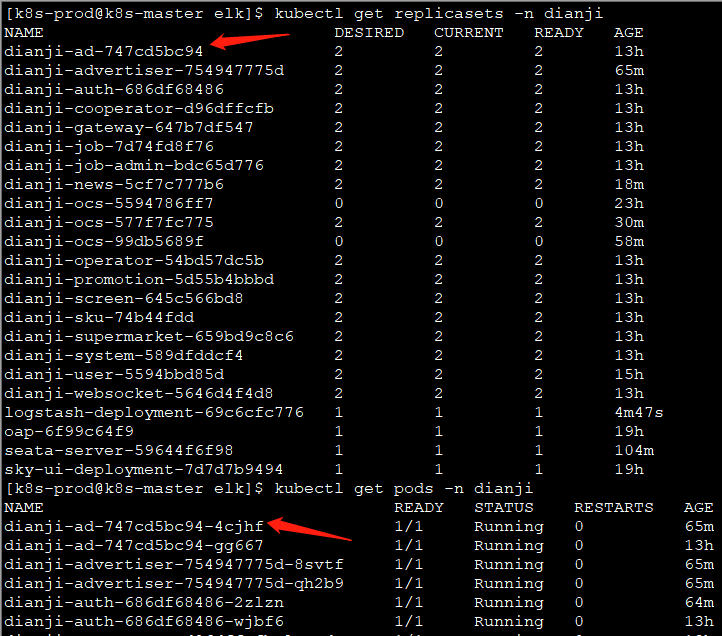 [k8s-prod@k8s-master elk]$ kubectl get replicasets -n dianji
NAME DESIRED CURRENT READY AGE
dianji-ad-747cd5bc94 2 2 2 13h
dianji-advertiser-754947775d 2 2 2 65m
dianji-auth-686df68486 2 2 2 13h
dianji-cooperator-d96dffcfb 2 2 2 13h
dianji-gateway-647b7df547 2 2 2 13h
dianji-job-7d74fd8f76 2 2 2 13h
dianji-job-admin-bdc65d776 2 2 2 13h
dianji-news-5cf7c777b6 2 2 2 18m
dianji-ocs-5594786ff7 0 0 0 23h
dianji-ocs-577f7fc775 2 2 2 30m
dianji-ocs-99db5689f 0 0 0 58m
dianji-operator-54bd57dc5b 2 2 2 13h
dianji-promotion-5d55b4bbbd 2 2 2 13h
dianji-screen-645c566bd8 2 2 2 13h
dianji-sku-74b44fdd 2 2 2 13h
dianji-supermarket-659bd9c8c6 2 2 2 13h
dianji-system-589dfddcf4 2 2 2 13h
dianji-user-5594bbd85d 2 2 2 15h
dianji-websocket-5646d4f4d8 2 2 2 13h
logstash-deployment-69c6cfc776 1 1 1 4m47s
oap-6f99c64f9 1 1 1 19h
seata-server-59644f6f98 1 1 1 104m
sky-ui-deployment-7d7d7b9494 1 1 1 19h
[k8s-prod@k8s-master elk]$ kubectl get pods -n dianji
NAME READY STATUS RESTARTS AGE
dianji-ad-747cd5bc94-4cjhf 1/1 Running 0 65m
dianji-ad-747cd5bc94-gg667 1/1 Running 0 13h
dianji-advertiser-754947775d-8svtf 1/1 Running 0 65m
dianji-advertiser-754947775d-qh2b9 1/1 Running 0 65m
dianji-auth-686df68486-2zlzn 1/1 Running 0 64m
dianji-auth-686df68486-wjbf6 1/1 Running 0 13h